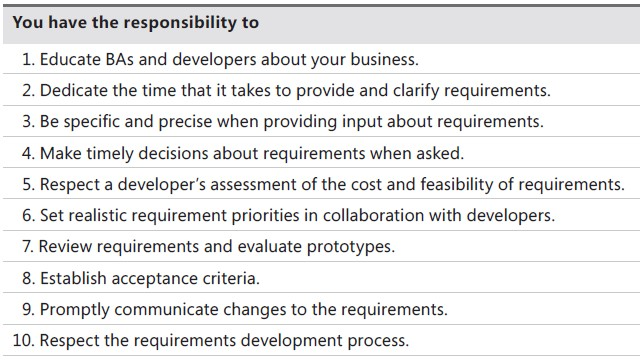 You have the responsibility to
1. Educate BAs and developers about your business.
2. Dedicate the time that it takes to provide and clarify requirements.
3. Be specific and precise when providing input about requirements.
4. Make timely decisions about requirements when asked.
5. Respect a developer’s assessment of the cost and feasibility of requirements.
6. Set realistic requirement priorities in collaboration with developers.
7. Review requirements and evaluate prototypes.
8. Establish acceptance criteria.
9. Promptly communicate changes to the requirements.
10. Respect the requirements development process.